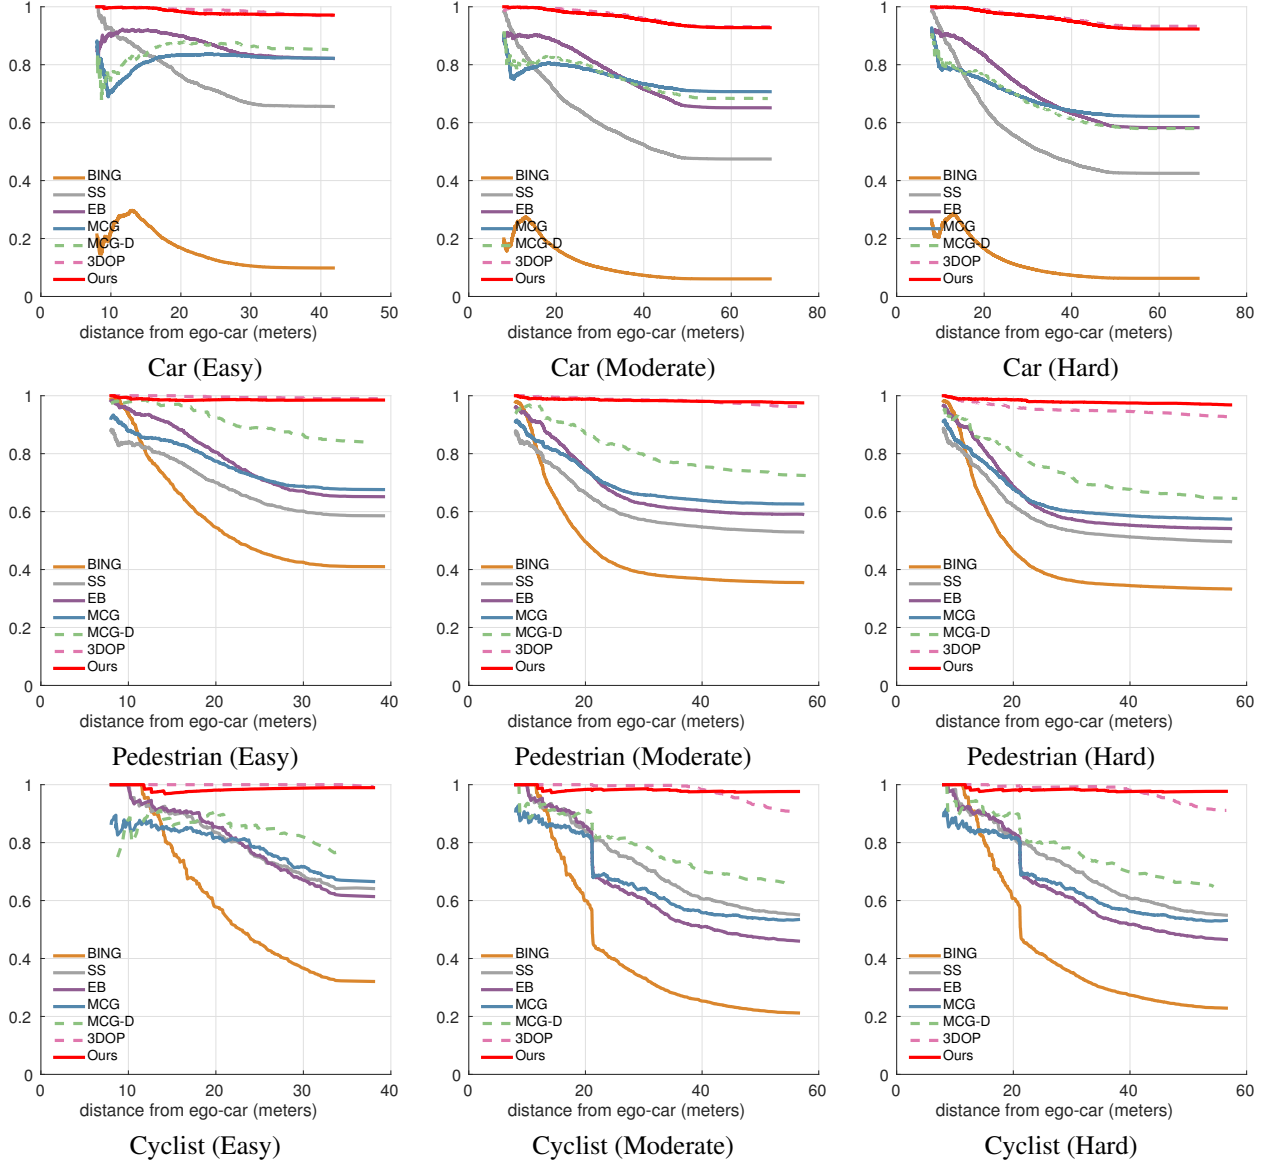 1
0.8
0.6
0.4
0.2
0
BING
SS
EB
MCG
MCG-D
3DOP
Ours
0 10 20 30 40 50
distance from ego-car (meters)
Car (Easy)
1
0.8
0.6
0.4
0.2
0
BING
SS
EB
MCG
MCG-D
3DOP
Ours
0 20 40 60 80
distance from ego-car (meters)
Car (Moderate)
1
0.8
0.6
0.4
0.2
0
BING
SS
EB
MCG
MCG-D
3DOP
Ours
0 20 40 60 80
distance from ego-car (meters)
Car (Hard)
1
0.8
0.6
0.4
0.2
0
BING
SS
EB
MCG
MCG-D
3DOP
Ours
0 10 20 30 40
distance from ego-car (meters)
Pedestrian (Easy)
1
0.8
0.6
0.4
0.2
0
BING
SS
EB
MCG
MCG-D
3DOP
Ours
0 20 40 60
distance from ego-car (meters)
Pedestrian (Moderate)
1
0.8
0.6
0.4
0.2
0
BING
SS
EB
MCG
MCG-D
3DOP
Ours
0 20 40 60
distance from ego-car (meters)
Pedestrian (Hard)
1
0.8
0.6
0.4
0.2
0
BING
SS
EB
MCG
MCG-D
3DOP
Ours
0 10 20 30 40
distance from ego-car (meters)
Cyclist (Easy)
1
0.8
0.6
0.4
0.2
0
BING
SS
EB
MCG
MCG-D
3DOP
Ours
0 20 40 60
distance from ego-car (meters)
Cyclist (Moderate)
1
0.8
0.6
0.4
0.2
0
BING
SS
EB
MCG
MCG-D
3DOP
Ours
0 20 40 60
distance from ego-car (meters)
Cyclist (Hard)